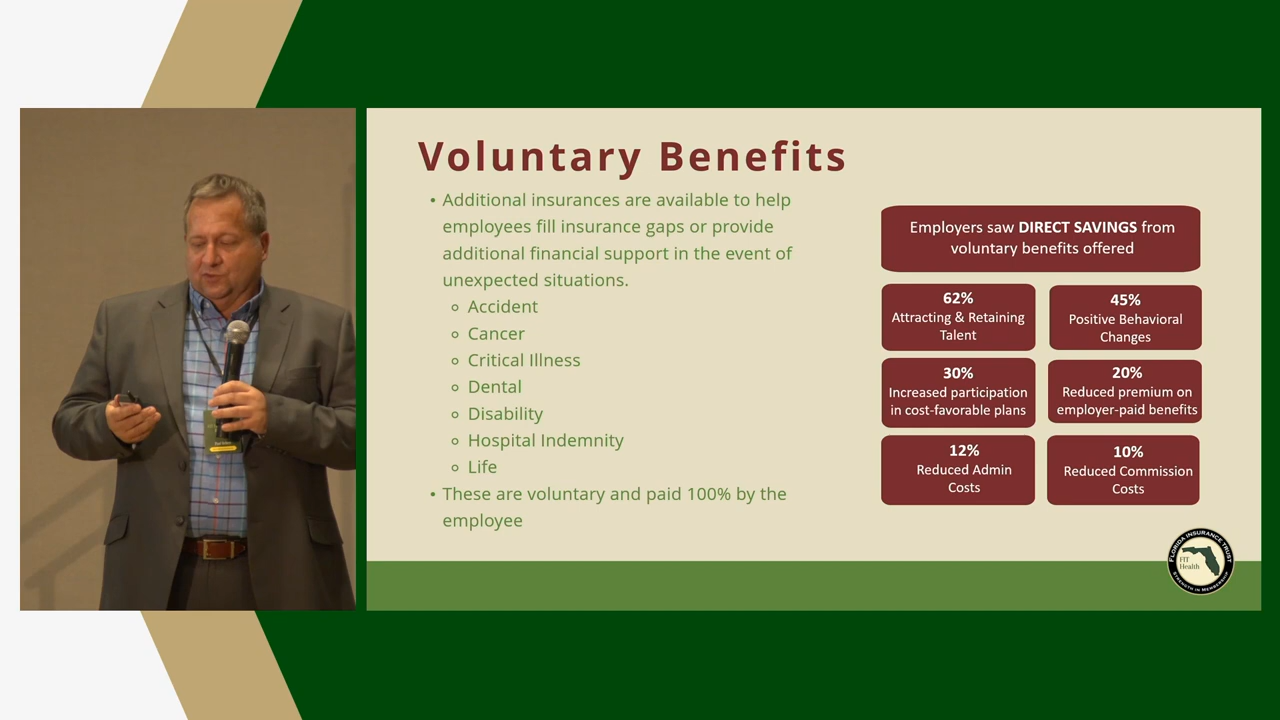 Voluntary Benefits
• Additional insurances are available to help
employees fill insurance gaps or provide
additional financial support in the event of
unexpected situations.
Accident
Cancer
Critical Illness
Dental
Disability
Hospital Indemnity
Life
• These are voluntary and paid 100% by the
employee
Employers saw DIRECT SAVINGS from
voluntary benefits offered
62%
Attracting & Retaining
Talent
45%
Positive Behavioral
Changes
30%
Increased participation
in cost-favorable plans
20%
Reduced premium on
employer-paid benefits
12%
Reduced Admin
Costs
10%
Reduced Commission
Costs
FLORIDA INSURANCE TRUST
FIT
Health
STRENGTH IN MEMBERSHIP